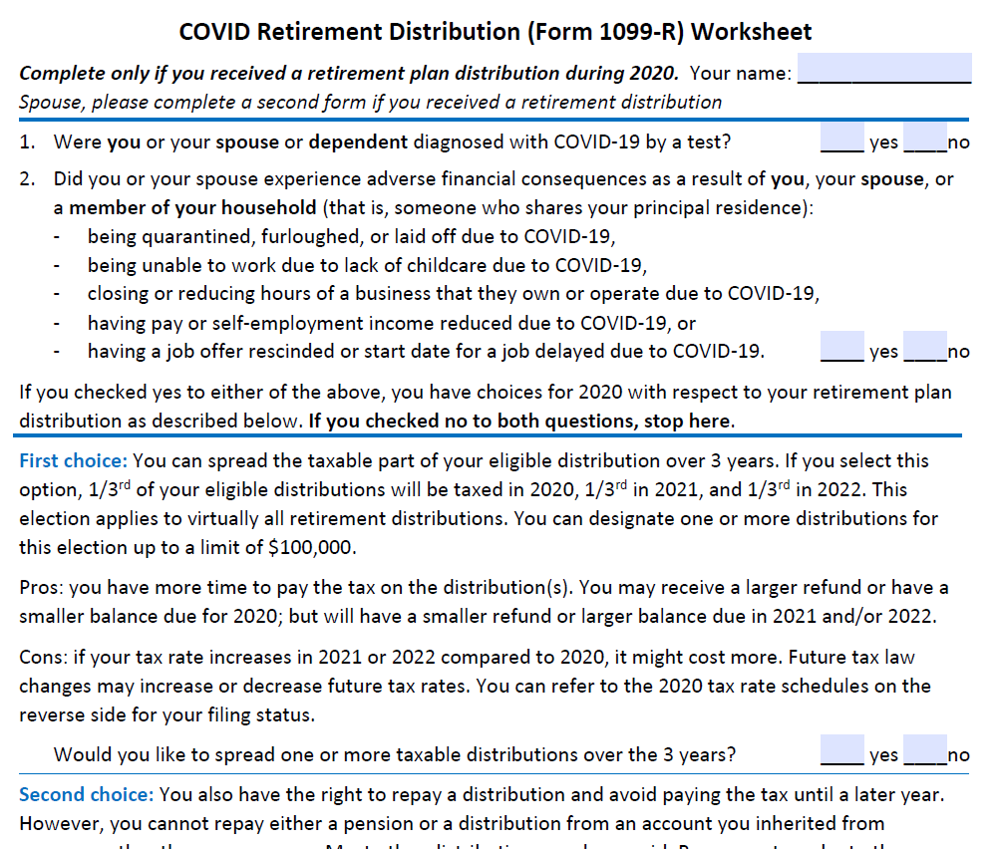 COVID Retirement Distribution (Form 1099-R) Worksheet
Complete only if you received a retirement plan distribution during 2020. Your name: ________________
Spouse, please complete a second form if you received a retirement distribution
1. Were you or your spouse or dependent diagnosed with COVID-19 by a test? ____ yes ____no
2. Did you or your spouse experience adverse financial consequences as a result of you, your spouse, or
a member of your household (that is, someone who shares your principal residence):
- being quarantined, furloughed, or laid off due to COVID-19,
- being unable to work due to lack of childcare due to COVID-19,
- closing or reducing hours of a business that they own or operate due to COVID-19,
- having pay or self-employment income reduced due to COVID-19, or
- having a job offer rescinded or start date for a job delayed due to COVID-19. ____ yes ____no
If you checked yes to either of the above, you have choices for 2020 with respect to your retirement plan
distribution as described below. If you checked no to both questions, stop here.
First choice: You can spread the taxable part of your eligible distribution over 3 years. If you select this
option, 1/3rd of your eligible distributions will be taxed in 2020, 1/3rd in 2021, and 1/3rd in 2022. This
election applies to virtually all retirement distributions. You can designate one or more distributions for
this election up to a limit of $100,000.
Pros: you have more time to pay the tax on the distribution(s). You may receive a larger refund or have a
smaller balance due for 2020; but will have a smaller refund or larger balance due in 2021 and/or 2022.
Cons: if your tax rate increases in 2021 or 2022 compared to 2020, it might cost more. Future tax law
changes may increase or decrease future tax rates. You can refer to the 2020 tax rate schedules on the
reverse side for your filing status.
Would you like to spread one or more taxable distributions over the 3 years? ____ yes ____no
Second choice: You also have the right to repay a distribution and avoid paying the tax until a later year.
However, you cannot repay either a pension or a distribution from an account you inherited from